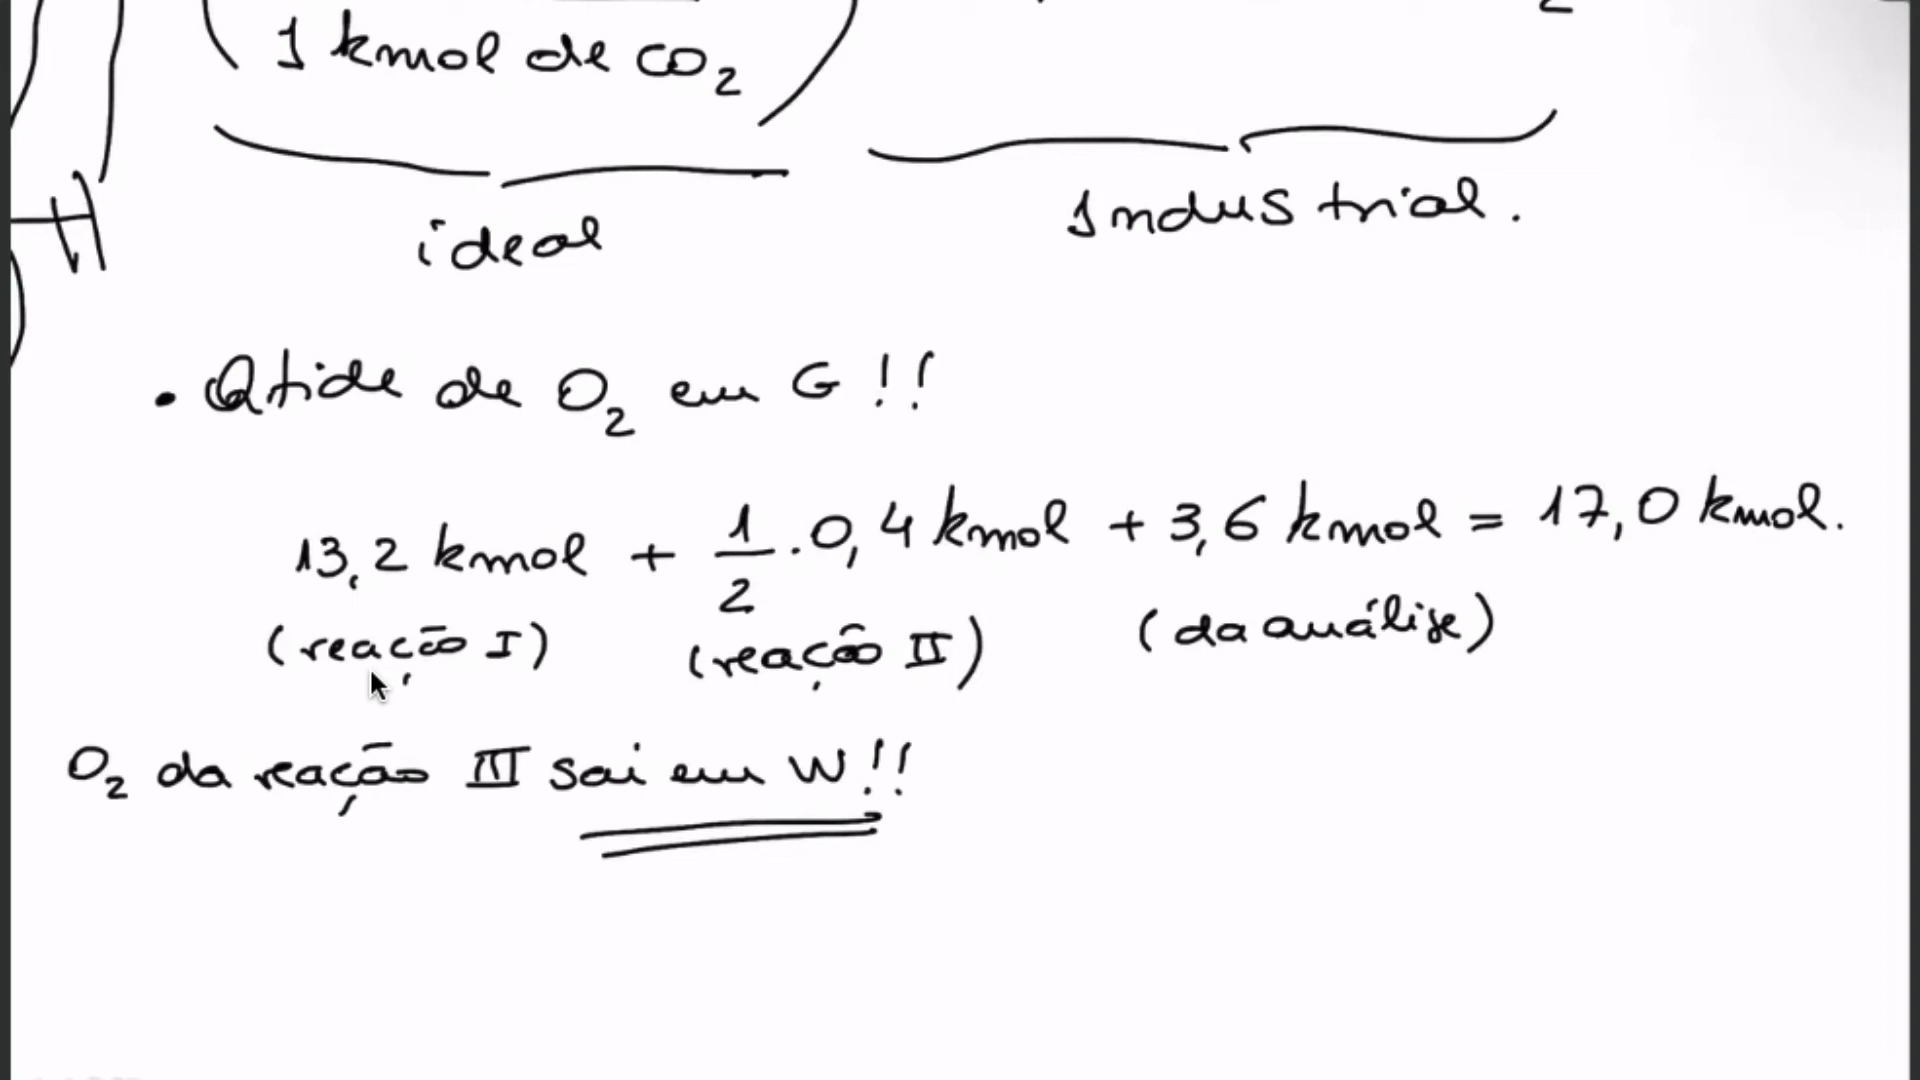 1 kmol de CO2
ideal
Industrial.
• Qtide de O2 em G!!
13,2 kmol + 1/2 . 0,4 kmol + 3,6 kmol = 17,0 kmol.
(reação I) (reação II) (da análise)
O2 da reação III sai em W!!